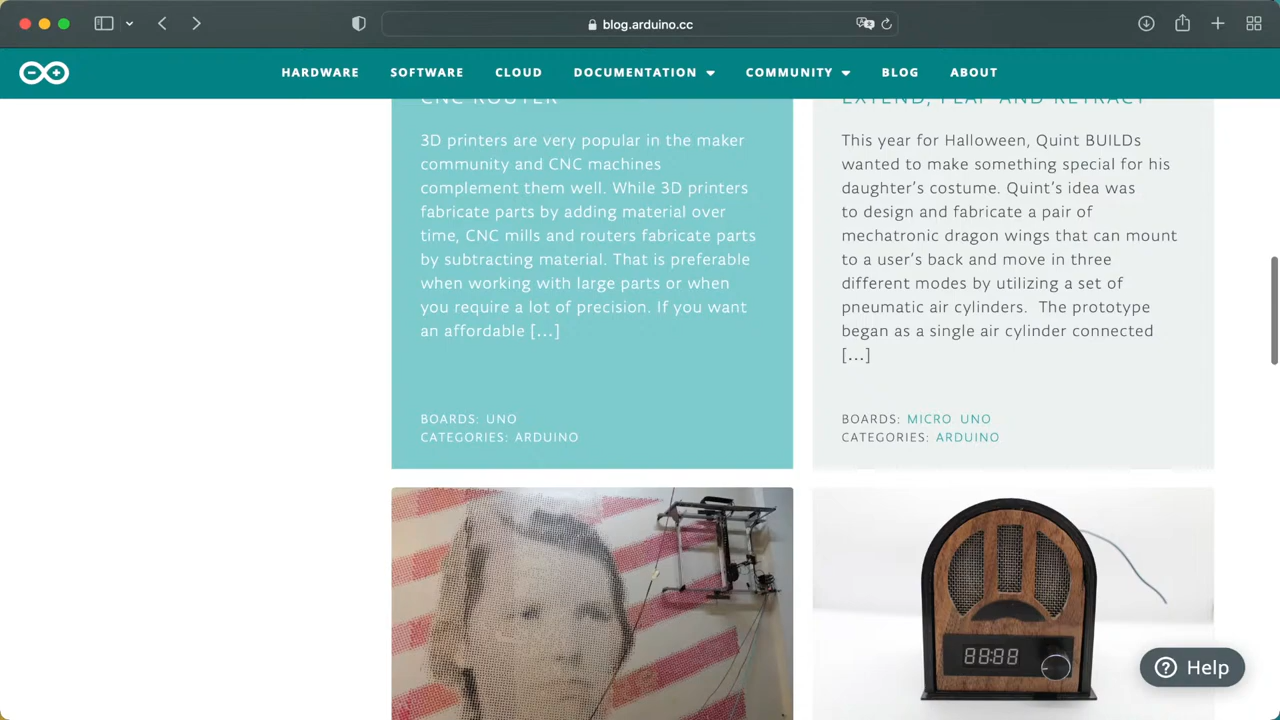 blog.arduino.cc
HARDWARE SOFTWARE CLOUD DOCUMENTATION COMMUNITY BLOG ABOUT
CNC ROUTER
3D printers are very popular in the maker
community and CNC machines
complement them well. While 3D printers
fabricate parts by adding material over
time, CNC mills and routers fabricate parts
by subtracting material. That is preferable
when working with large parts or when
you require a lot of precision. If you want
an affordable […]
BOARDS: UNO
CATEGORIES: ARDUINO
EXTEND, FLAP AND RETRACT
This year for Halloween, Quint BUILDs
wanted to make something special for his
daughter’s costume. Quint’s idea was
to design and fabricate a pair of
mechatronic dragon wings that can mount
to a user’s back and move in three
different modes by utilizing a set of
pneumatic air cylinders.  The prototype
began as a single air cylinder connected
[…]
BOARDS: MICRO UNO
CATEGORIES: ARDUINO
Help